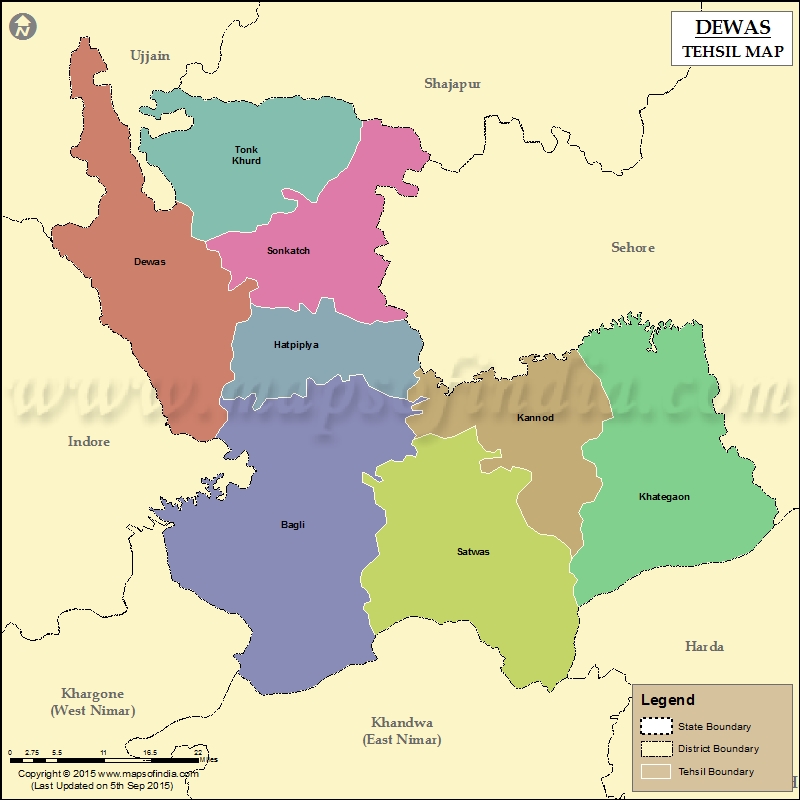 N
DEWAS
TEHSIL MAP
Ujjain
Shajapur
Tonk
Khurd
Sonkatch
Sehore
Dewas
Hatpiplya
www.mapsofindia.com
Kannod
Indore
Khategaon
Bagli
Satwas
Harda
Khargone
(West Nimar)
Khandwa
(East Nimar)
Legend
State Boundary
District Boundary
Tehsil Boundary
0 2.75 5.5 11 16.5 22
Miles
Copyright © 2015 www.mapsofindia.com
(Last Updated on 5th Sep 2015)
H